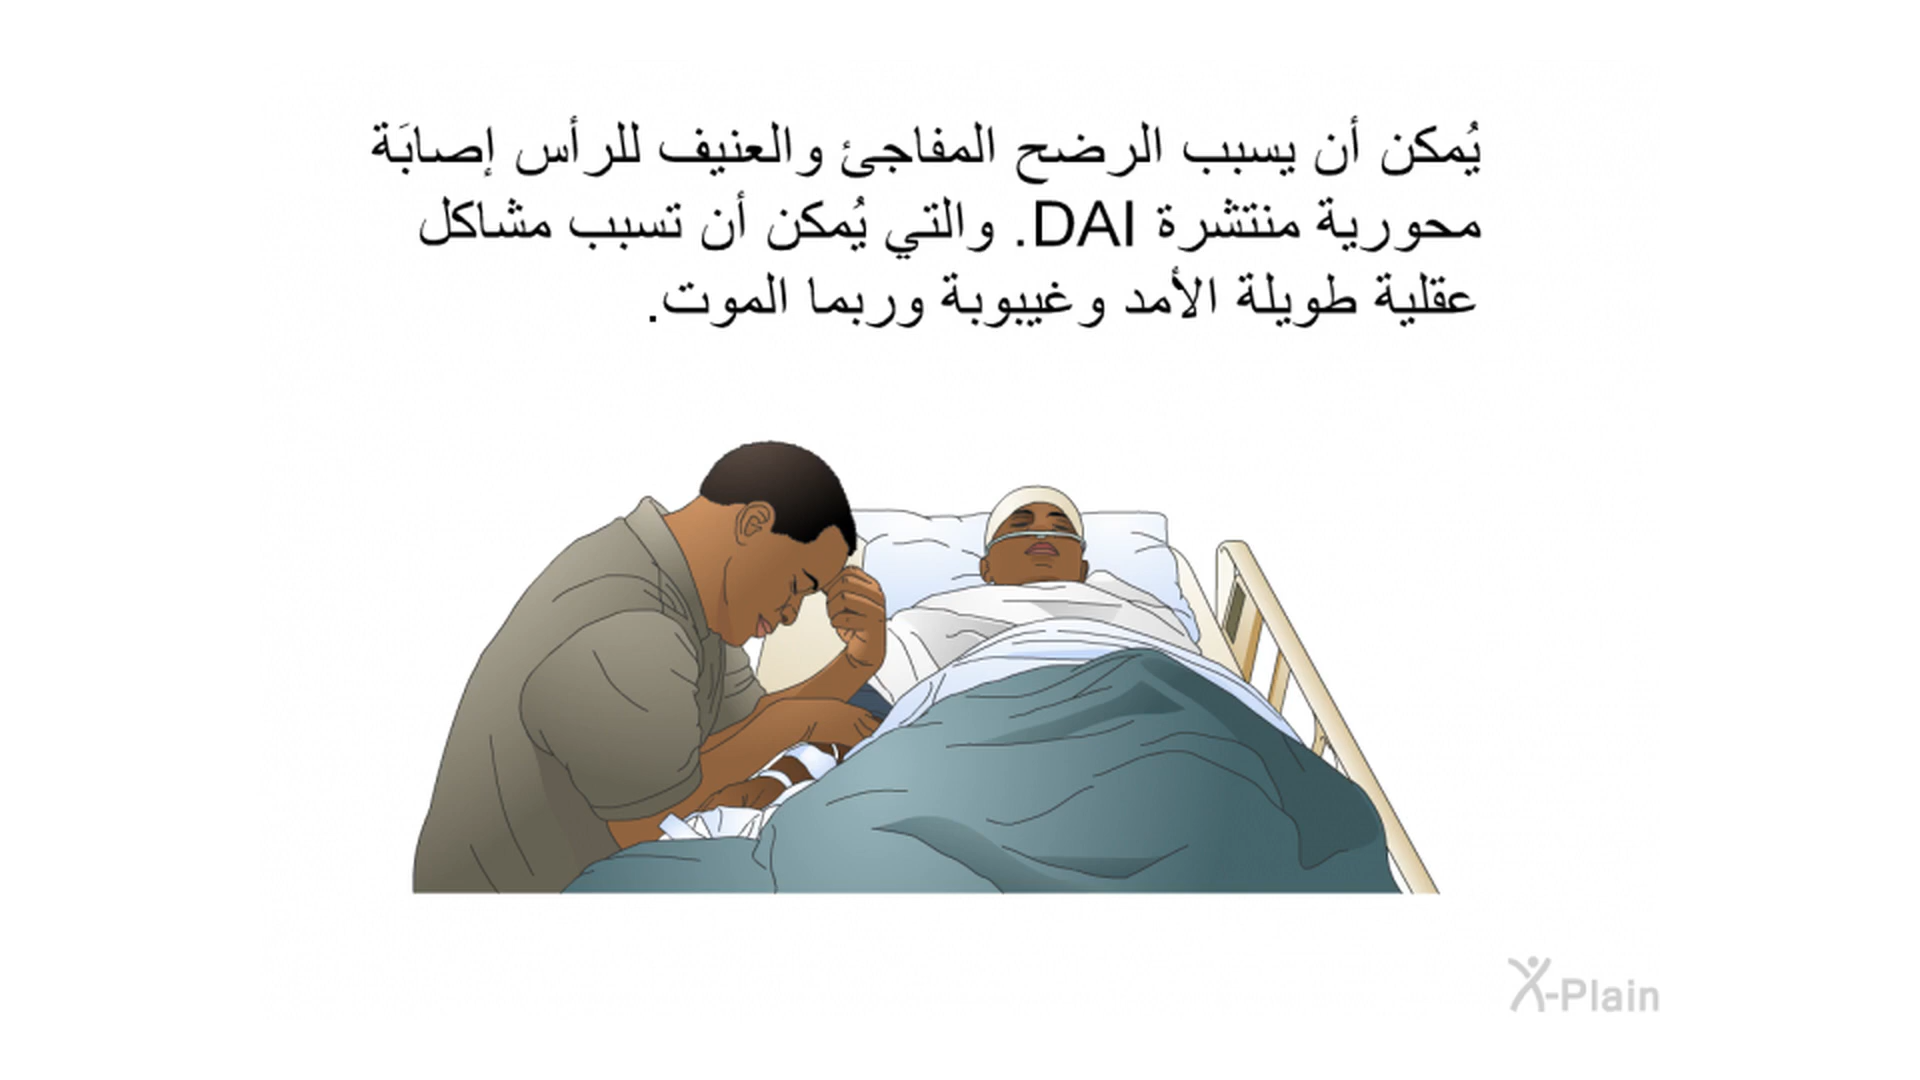 يُمكن أن يسبب الرضح المفاجئ والعنيف للرأس إصابَة
محورية منتشرة DAI. والتي يُمكن أن تسبب مشاكل
عقلية طويلة الأمد وغيبوبة وربما الموت.
X-Plain